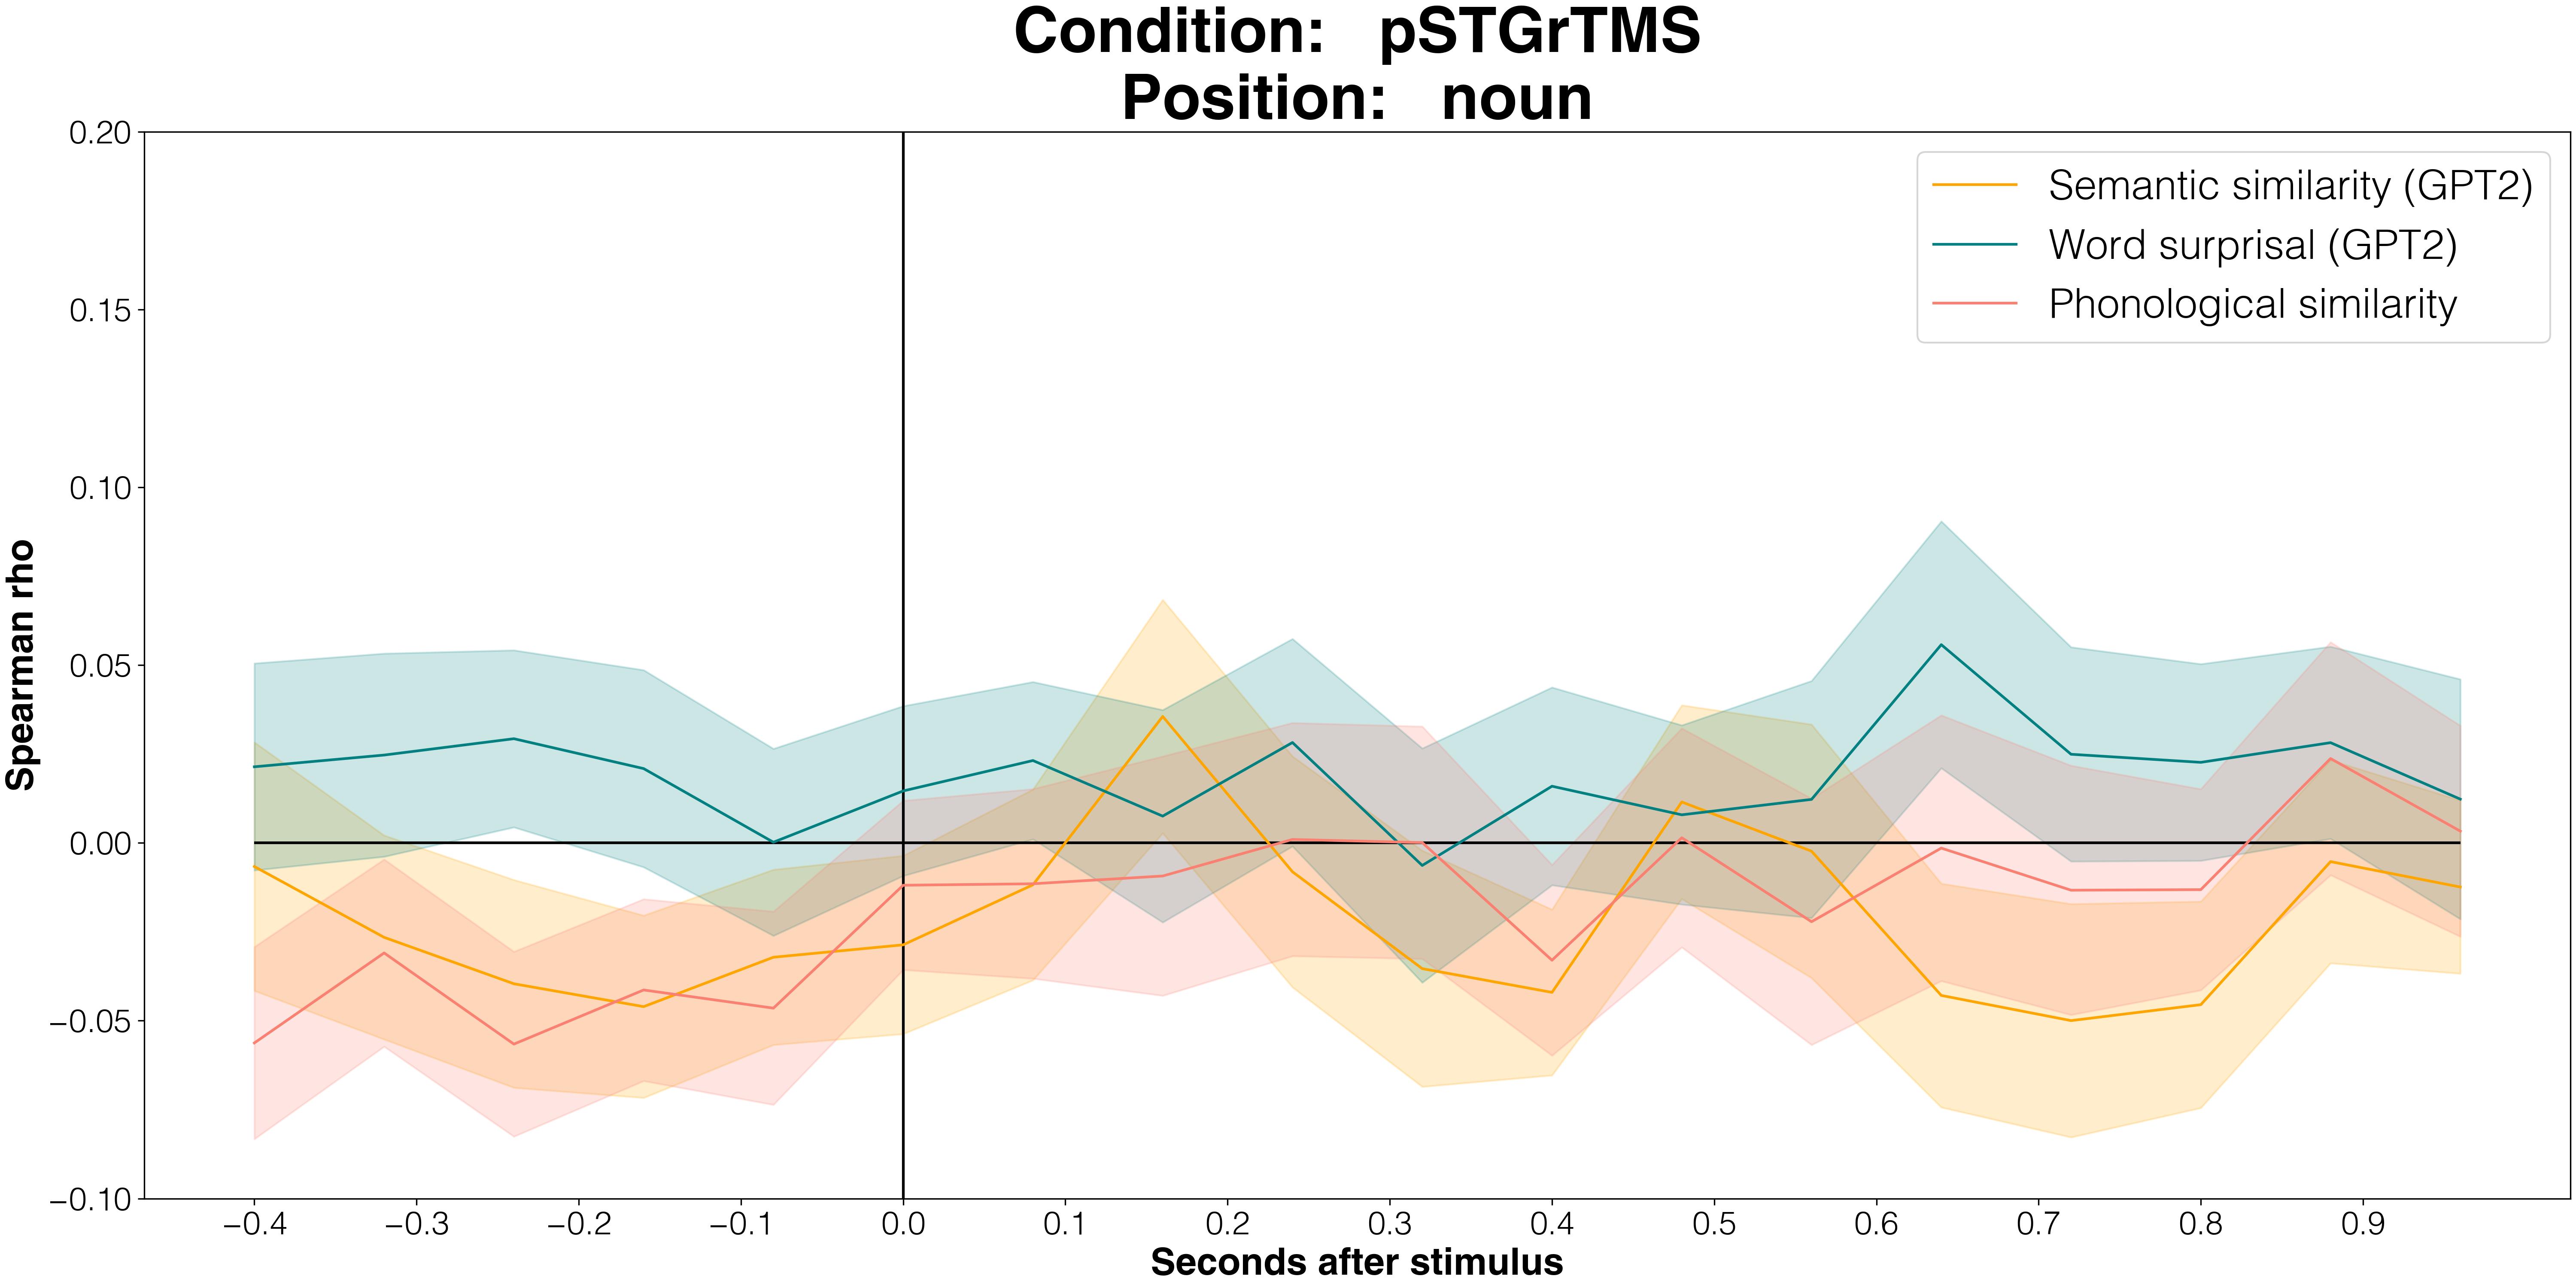 Condition:   pSTGrTMS
Position:   noun
0.20
0.15
0.10
0.05
0.00
−0.05
−0.10
Spearman rho
Semantic similarity (GPT2)
Word surprisal (GPT2)
Phonological similarity
−0.4 −0.3 −0.2 −0.1 0.0 0.1 0.2 0.3 0.4 0.5 0.6 0.7 0.8 0.9
Seconds after stimulus